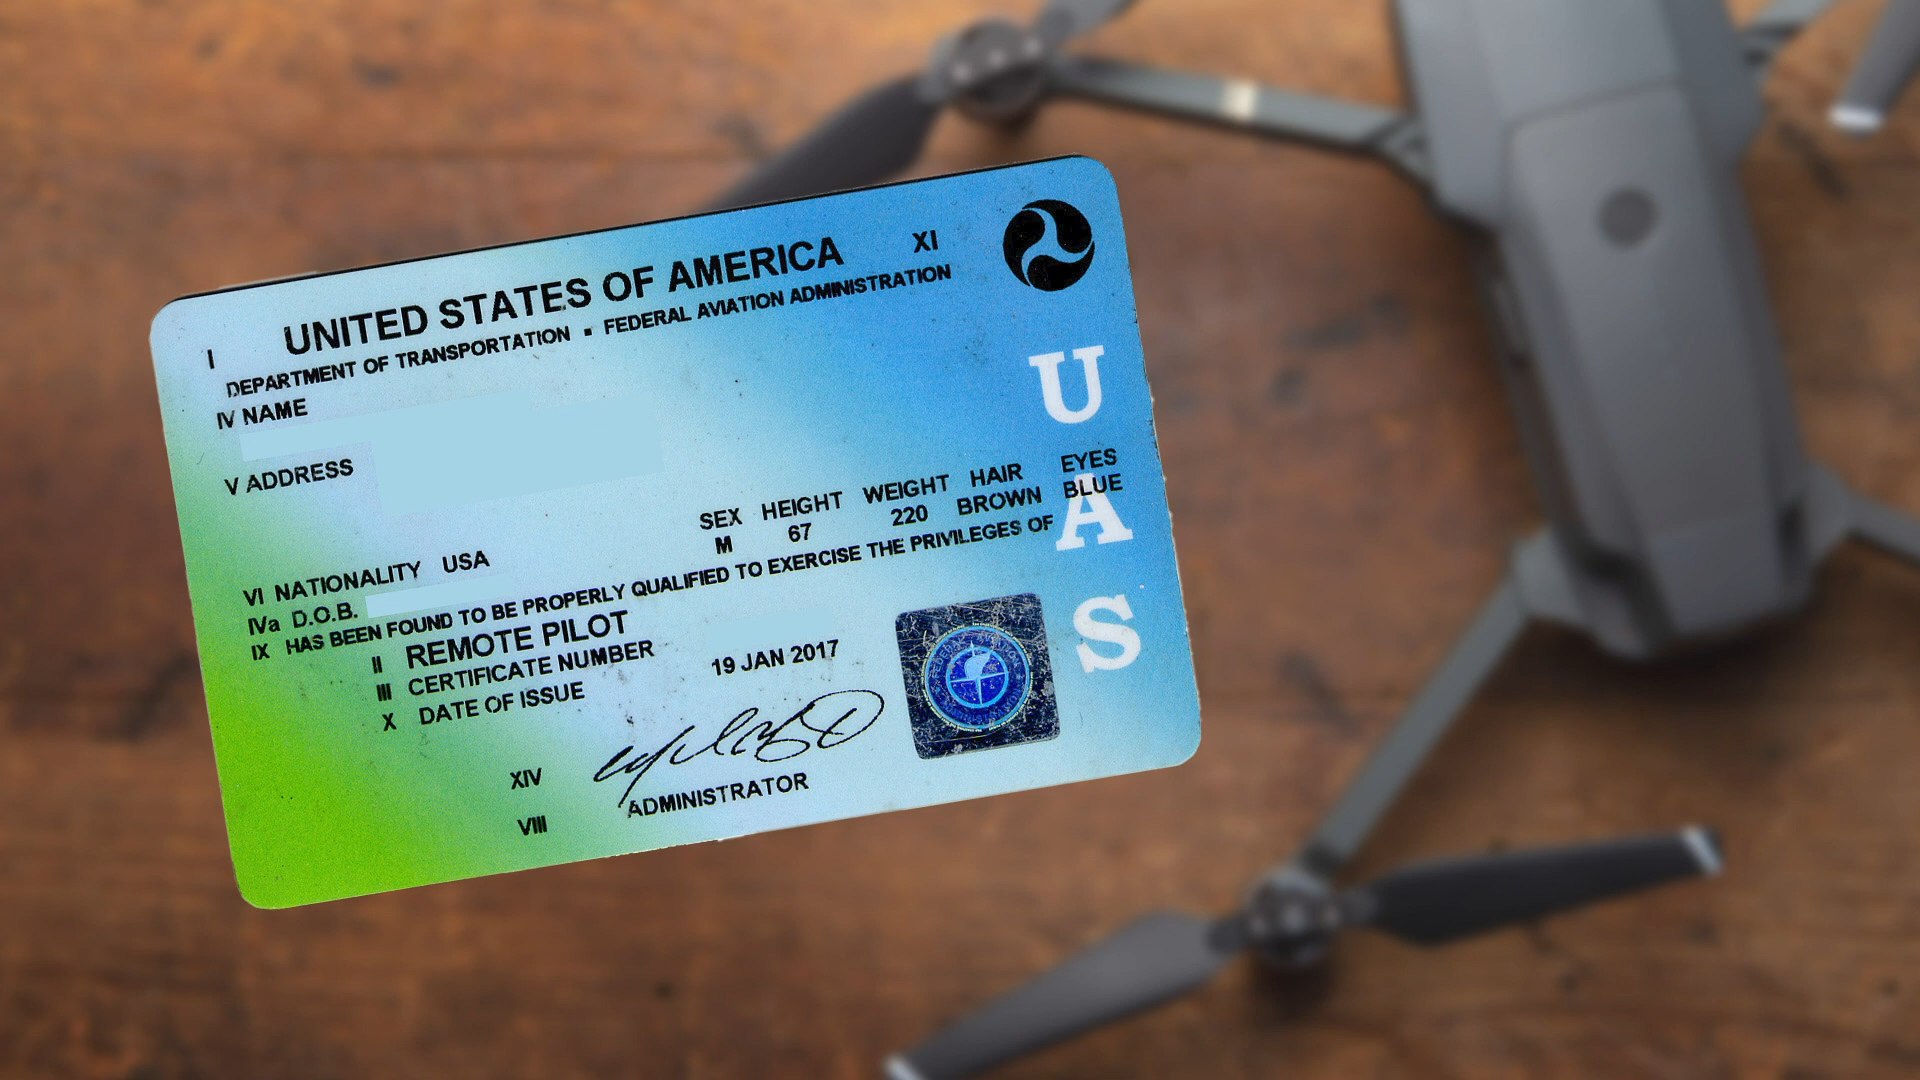 UNITED STATES OF AMERICA XI
I DEPARTMENT OF TRANSPORTATION ▪ FEDERAL AVIATION ADMINISTRATION
IV NAME
V ADDRESS
SEX HEIGHT WEIGHT HAIR EYES
M 67 220 BROWN BLUE
VI NATIONALITY USA
IVa D.O.B.
IX HAS BEEN FOUND TO BE PROPERLY QUALIFIED TO EXERCISE THE PRIVILEGES OF
II REMOTE PILOT
III CERTIFICATE NUMBER
X DATE OF ISSUE 19 JAN 2017
XIV
ADMINISTRATOR
VIII
U
A
S